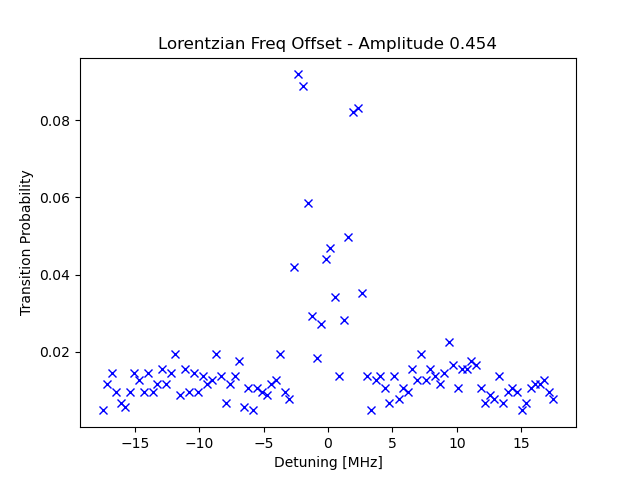 Lorentzian Freq Offset - Amplitude 0.454
0.08
0.06
0.04
0.02
Transition Probability
−15 −10 −5 0 5 10 15
Detuning [MHz]